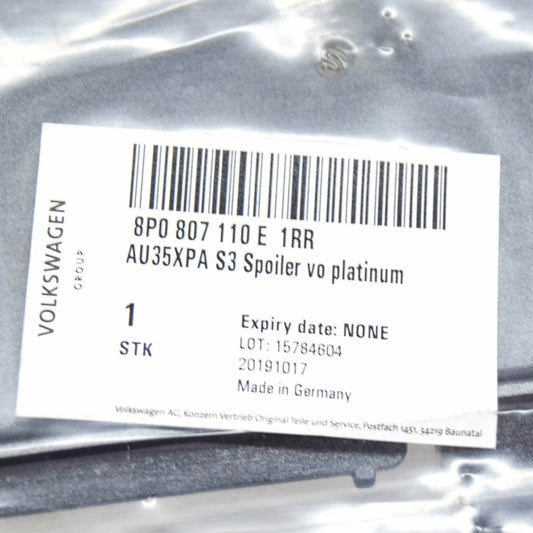 VOLKSWAGEN
GROUP
8P0 807 110 E 1RR
AU35XPA S3 Spoiler vo platinum
1
STK
Expiry date: NONE
LOT: 15784604
20191017
Made in Germany
Volkswagen AG, Konzern Vertrieb Original Teile und Service, Postfach 1451, 34219 Baunatal